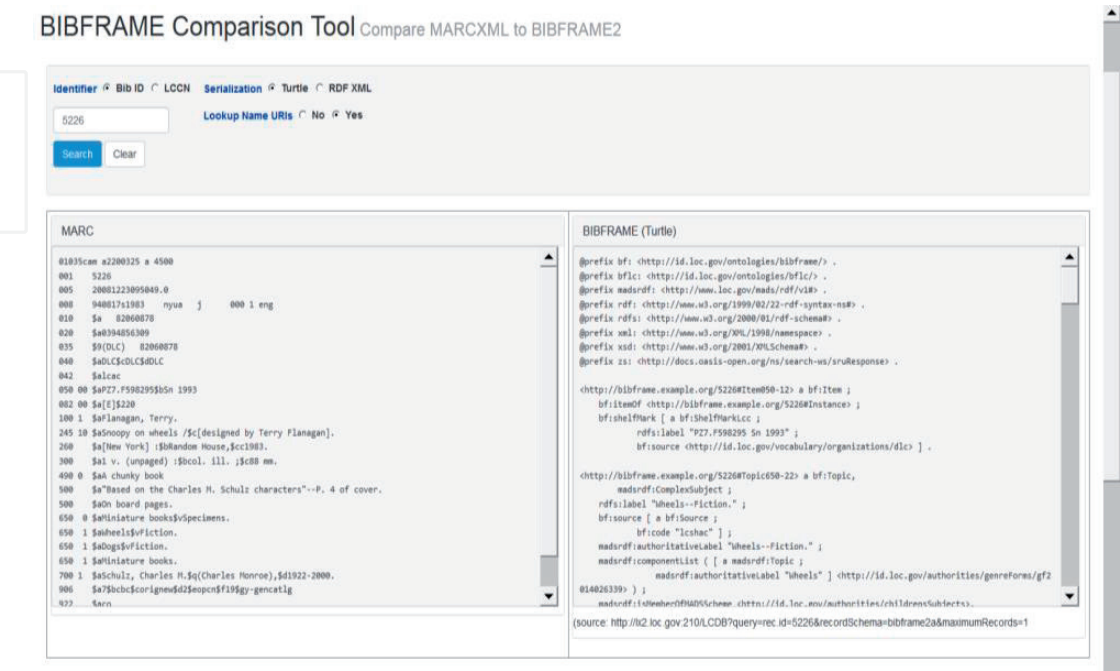 BIBFRAME Comparison Tool Compare MARCXML to BIBFRAME2
Identifier Bib ID LCCN Serialization Turtle RDF XML
5226 Lookup Name URIs No Yes
Search Clear
MARC
01035cam a2200325 a 4500
001 5226
005 20081223095049.0
008 940817s1983 nyua j 000 1 eng
010 $a 82060878
020 $a0394856309
035 $9(DLC) 82060878
040 $aDLC$cDLC$dDLC
042 $alcac
050 00 $aPZ7.F598295$bSn 1993
082 00 $a[E]$220
100 1 $aFlanagan, Terry.
245 10 $aSnoopy on wheels /$c[designed by Terry Flanagan].
260 $a[New York] :$bRandom House,$cc1983.
300 $a1 v. (unpaged) :$bcol. ill. ;$c88 mm.
490 0 $aA chunky book
500 $a"Based on the Charles M. Schulz characters"--P. 4 of cover.
500 $aOn board pages.
650 0 $aMiniature books$vSpecimens.
650 1 $aWheels$vFiction.
650 1 $aDogs$vFiction.
650 1 $aMiniature books.
700 1 $aSchulz, Charles M.$q(Charles Monroe),$d1922-2000.
906 $a7$bcbc$corignew$d2$eopcn$f19$gy-gencatlg
922 $arn
BIBFRAME (Turtle)
@prefix bf: <http://id.loc.gov/ontologies/bibframe/> .
@prefix bflc: <http://id.loc.gov/ontologies/bflc/> .
@prefix madsrdf: <http://www.loc.gov/mads/rdf/v1#> .
@prefix rdf: <http://www.w3.org/1999/02/22-rdf-syntax-ns#> .
@prefix rdfs: <http://www.w3.org/2000/01/rdf-schema#> .
@prefix xml: <http://www.w3.org/XML/1998/namespace> .
@prefix xsd: <http://www.w3.org/2001/XMLSchema#> .
@prefix zs: <http://docs.oasis-open.org/ns/search-ws/sruResponse> .
<http://bibframe.example.org/5226#Item050-12> a bf:Item ;
bf:itemOf <http://bibframe.example.org/5226#Instance> ;
bf:shelfMark [ a bf:ShelfMarkLcc ;
rdfs:label "PZ7.F598295 Sn 1993" ;
bf:source <http://id.loc.gov/vocabulary/organizations/dlc> ] .
<http://bibframe.example.org/5226#Topic650-22> a bf:Topic,
madsrdf:ComplexSubject ;
rdfs:label "Wheels--Fiction." ;
bf:source [ a bf:Source ;
bf:code "lcshac" ] ;
madsrdf:authoritativeLabel "Wheels--Fiction." ;
madsrdf:componentList ( [ a madsrdf:Topic ;
madsrdf:authoritativeLabel "Wheels" ] <http://id.loc.gov/authorities/genreForms/gf2
014026339> ) ;
madsrdf:isMemberOfMADSScheme <http://id.loc.gov/authorities/childrensSubjects>.
(source: http://lx2.loc.gov:210/LCDB?query=rec.id=5226&recordSchema=bibframe2a&maximumRecords=1